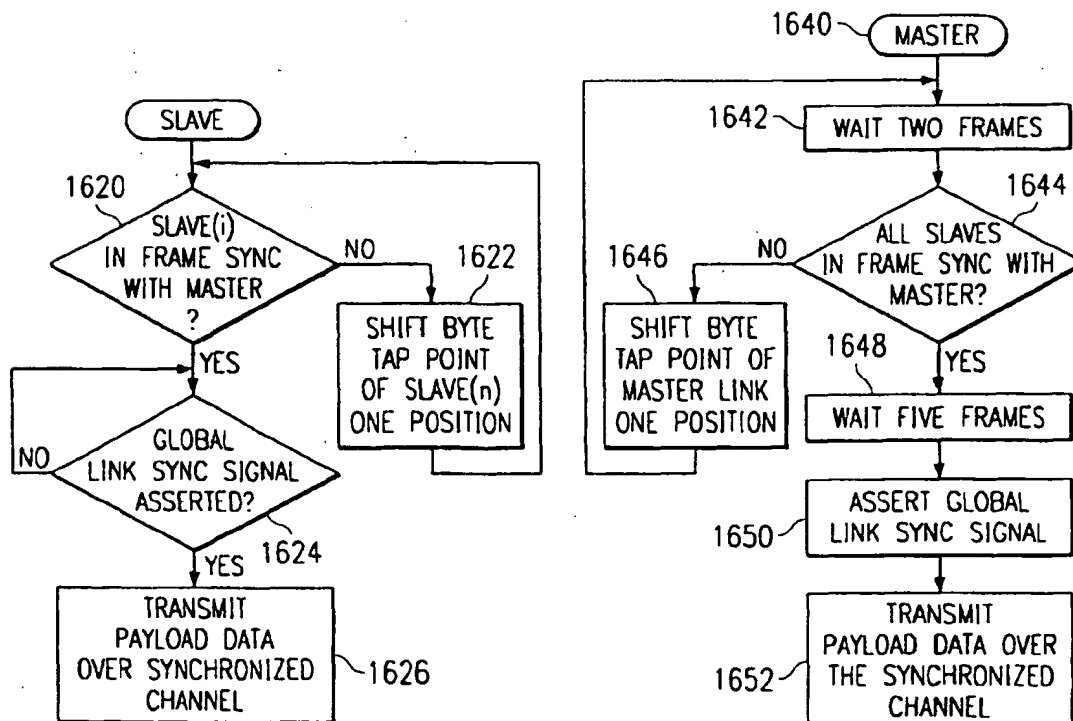 SLAVE
1620
SLAVE(i)
IN FRAME SYNC
WITH MASTER
?
NO
YES
1622
SHIFT BYTE
TAP POINT
OF SLAVE(n)
ONE POSITION
GLOBAL
LINK SYNC SIGNAL
ASSERTED?
NO
1624
YES
TRANSMIT
PAYLOAD DATA
OVER SYNCHRONIZED
CHANNEL
1626
1640
MASTER
1642
WAIT TWO FRAMES
1644
ALL SLAVES
IN FRAME SYNC WITH
MASTER?
NO
1646
SHIFT BYTE
TAP POINT OF
MASTER LINK
ONE POSITION
YES
1648
WAIT FIVE FRAMES
1650
ASSERT GLOBAL
LINK SYNC SIGNAL
1652
TRANSMIT
PAYLOAD DATA OVER
THE SYNCHRONIZED
CHANNEL